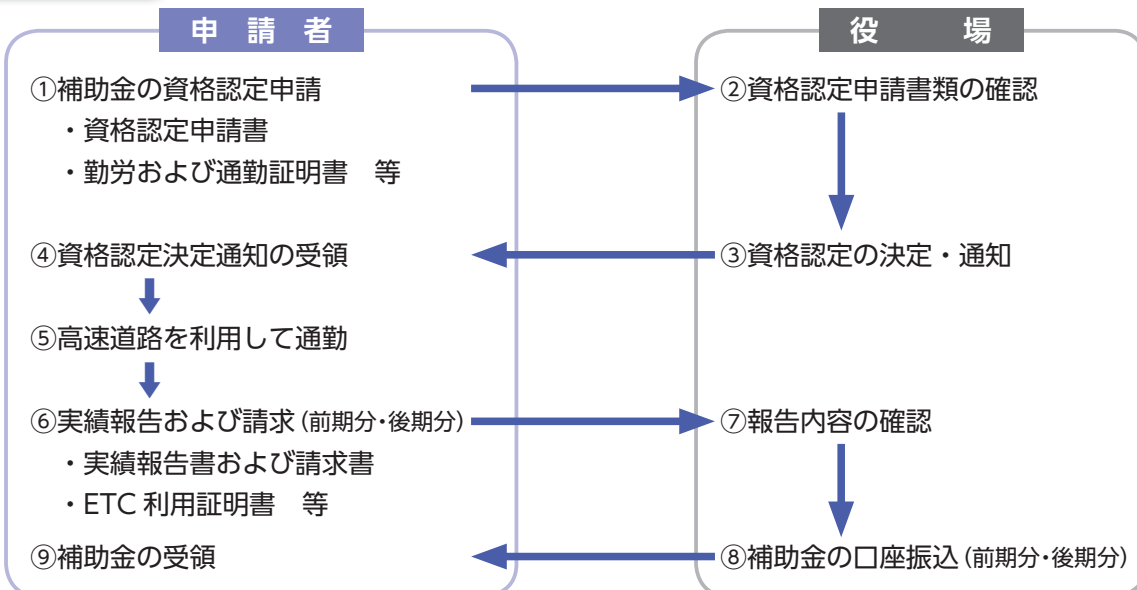 申請者
役場
①補助金の資格認定申請
・資格認定申請書
・勤労および通勤証明書　等
②資格認定申請書類の確認
③資格認定の決定・通知
④資格認定決定通知の受領
⑤高速道路を利用して通勤
⑥実績報告および請求（前期分･後期分）
・実績報告書および請求書
・ETC 利用証明書　等
⑦報告内容の確認
⑧補助金の口座振込（前期分･後期分）
⑨補助金の受領